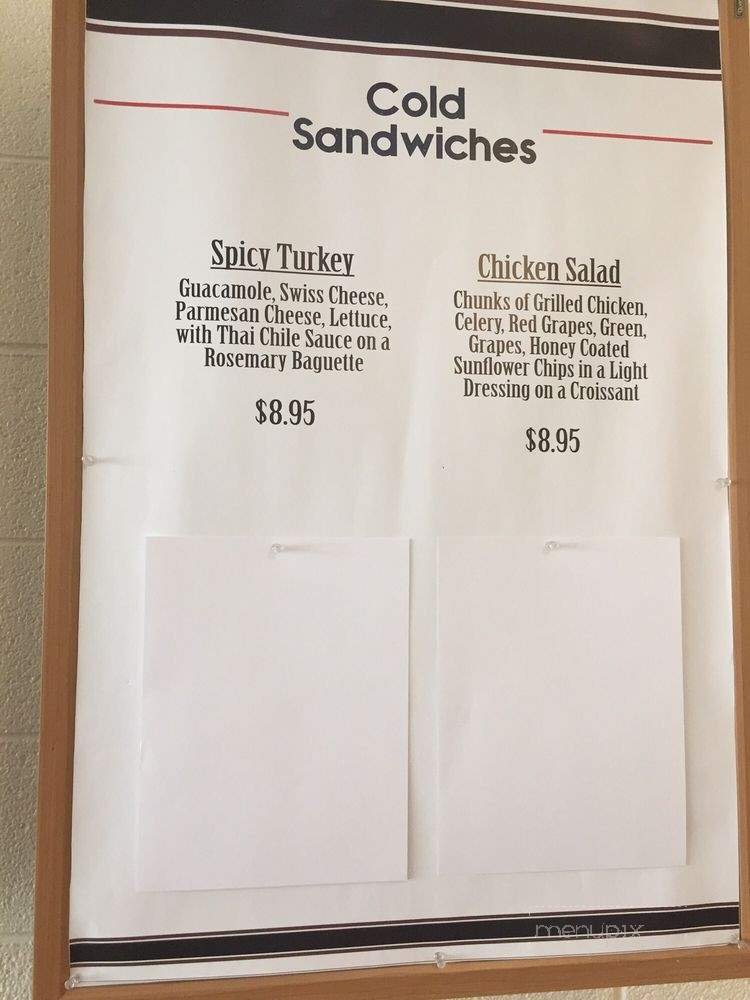 Cold
Sandwiches
Spicy Turkey
Guacamole, Swiss Cheese,
Parmesan Cheese, Lettuce,
with Thai Chile Sauce on a
Rosemary Baguette
$8.95
Chicken Salad
Chunks of Grilled Chicken,
Celery, Red Grapes, Green,
Grapes, Honey Coated
Sunflower Chips in a Light
Dressing on a Croissant
$8.95
menupix